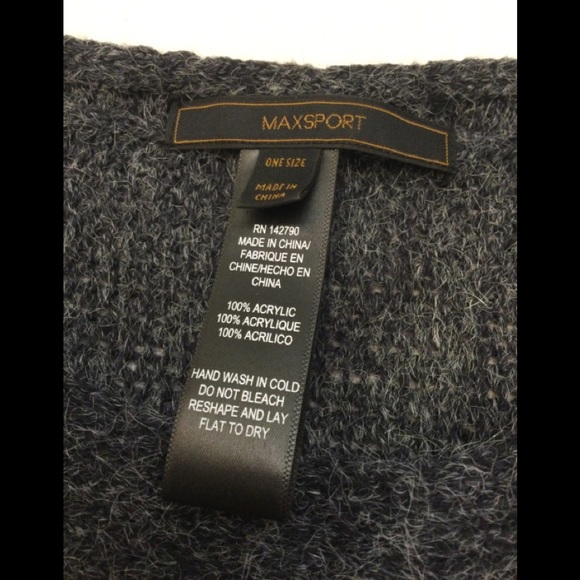 MAXSPORT
ONE SIZE
MADE IN
CHINA
RN 142790
MADE IN CHINA/
FABRIQUE EN
CHINE/HECHO EN
CHINA
100% ACRYLIC
100% ACRYLIQUE
100% ACRILICO
HAND WASH IN COLD
DO NOT BLEACH
RESHAPE AND LAY
FLAT TO DRY